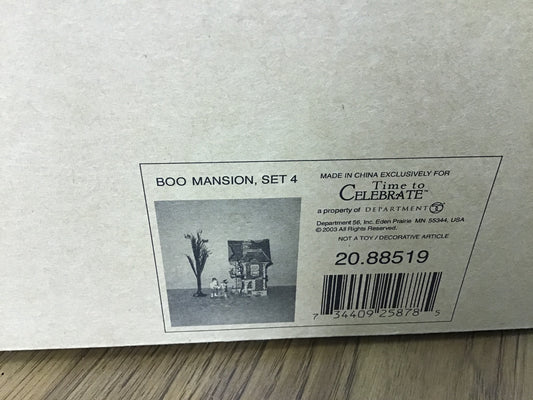 BOO MANSION, SET 4
MADE IN CHINA EXCLUSIVELY FOR
Time to
CELEBRATE™
a property of DEPARTMENT 56
Department 56, Inc. Eden Prairie MN 55344, USA
© 2003 All Rights Reserved.
NOT A TOY / DECORATIVE ARTICLE
20.88519
7 34409 25878 5